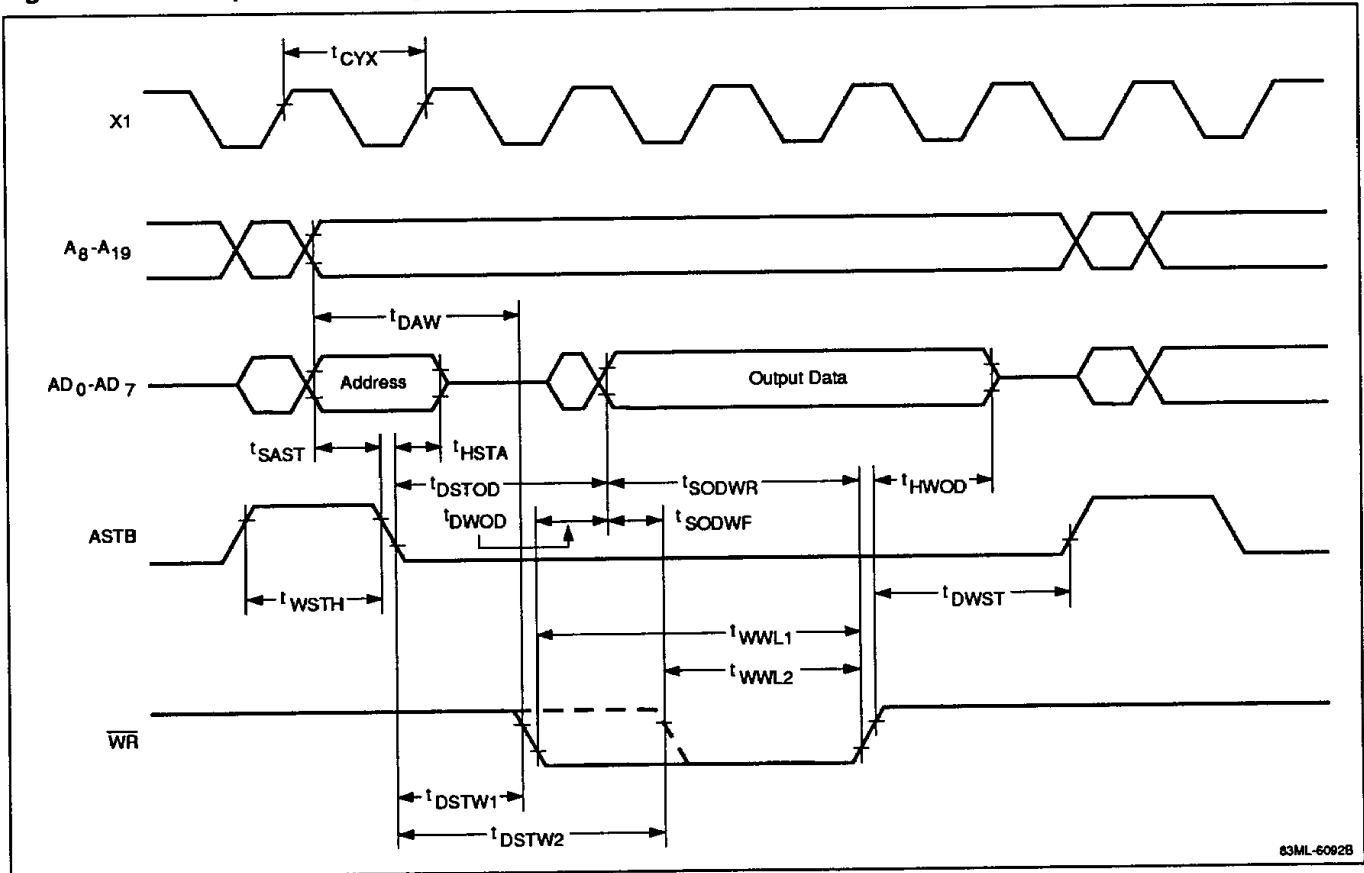 tCYX
X1
A8-A19
tDAW
AD0-AD7
Address
Output Data
tSAST
tHSTA
tDSTOD
tSODWR
tHWOD
tDWOD
tSODWF
ASTB
tWSTH
tDWST
tWWL1
tWWL2
WR
tDSTW1
tDSTW2
83ML-6092B